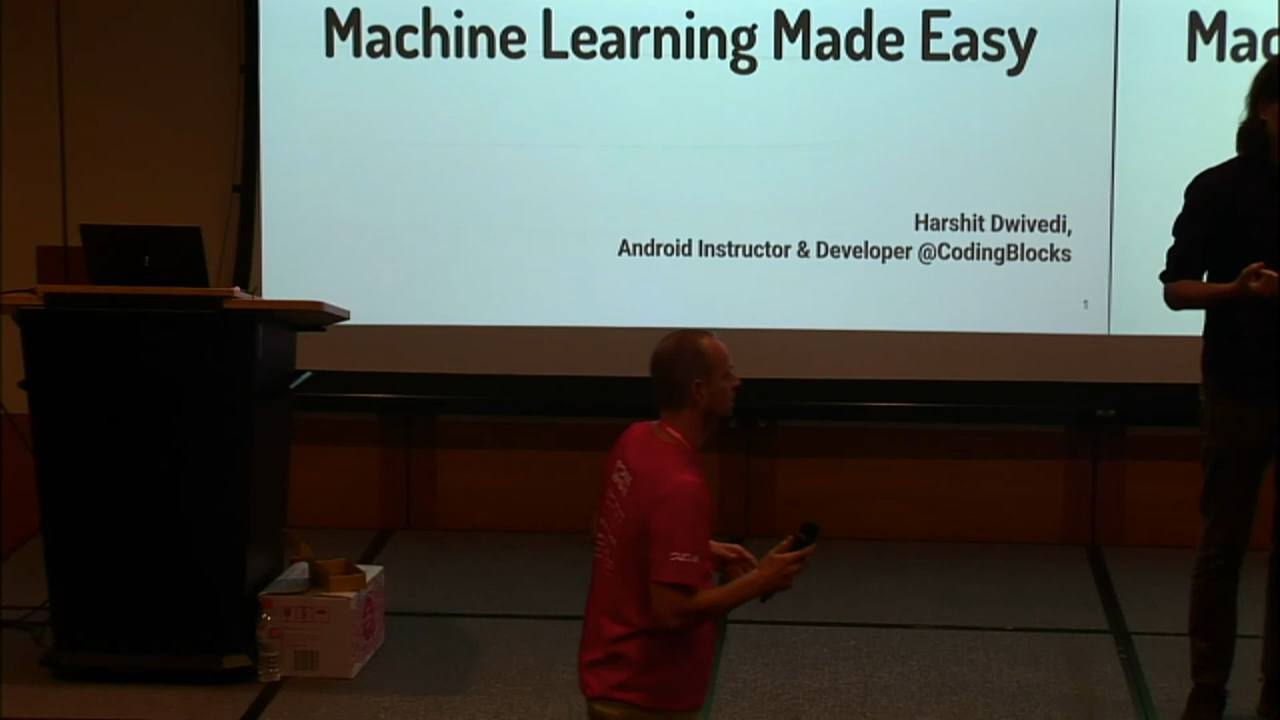 Machine Learning Made Easy
Mac
Harshit Dwivedi,
Android Instructor & Developer @CodingBlocks
1